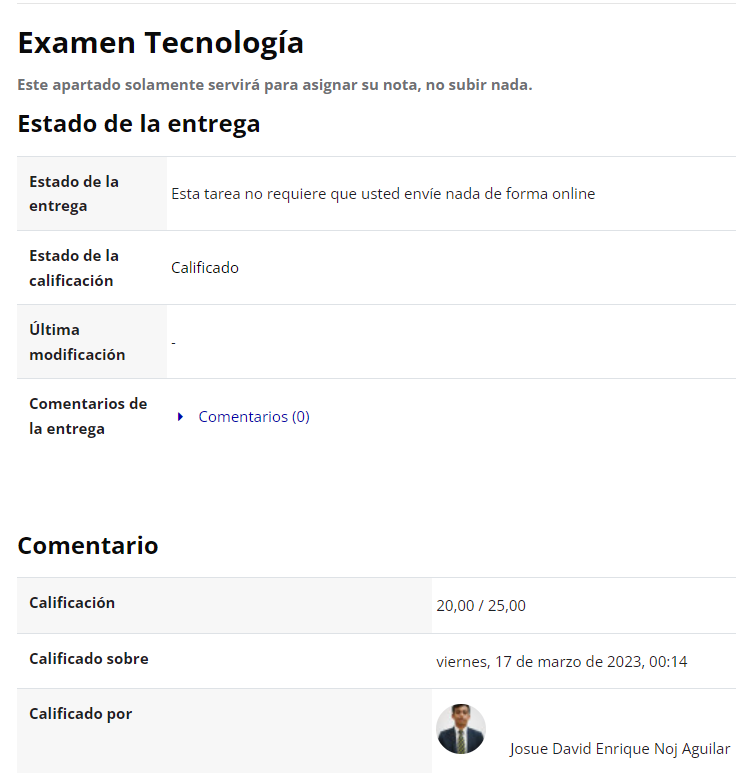 Examen Tecnología
Este apartado solamente servirá para asignar su nota, no subir nada.
Estado de la entrega
Estado de la
entrega
Esta tarea no requiere que usted envíe nada de forma online
Estado de la
calificación
Calificado
Última
modificación
-
Comentarios de
la entrega
Comentarios (0)
Comentario
Calificación
20,00 / 25,00
Calificado sobre
viernes, 17 de marzo de 2023, 00:14
Calificado por
Josue David Enrique Noj Aguilar